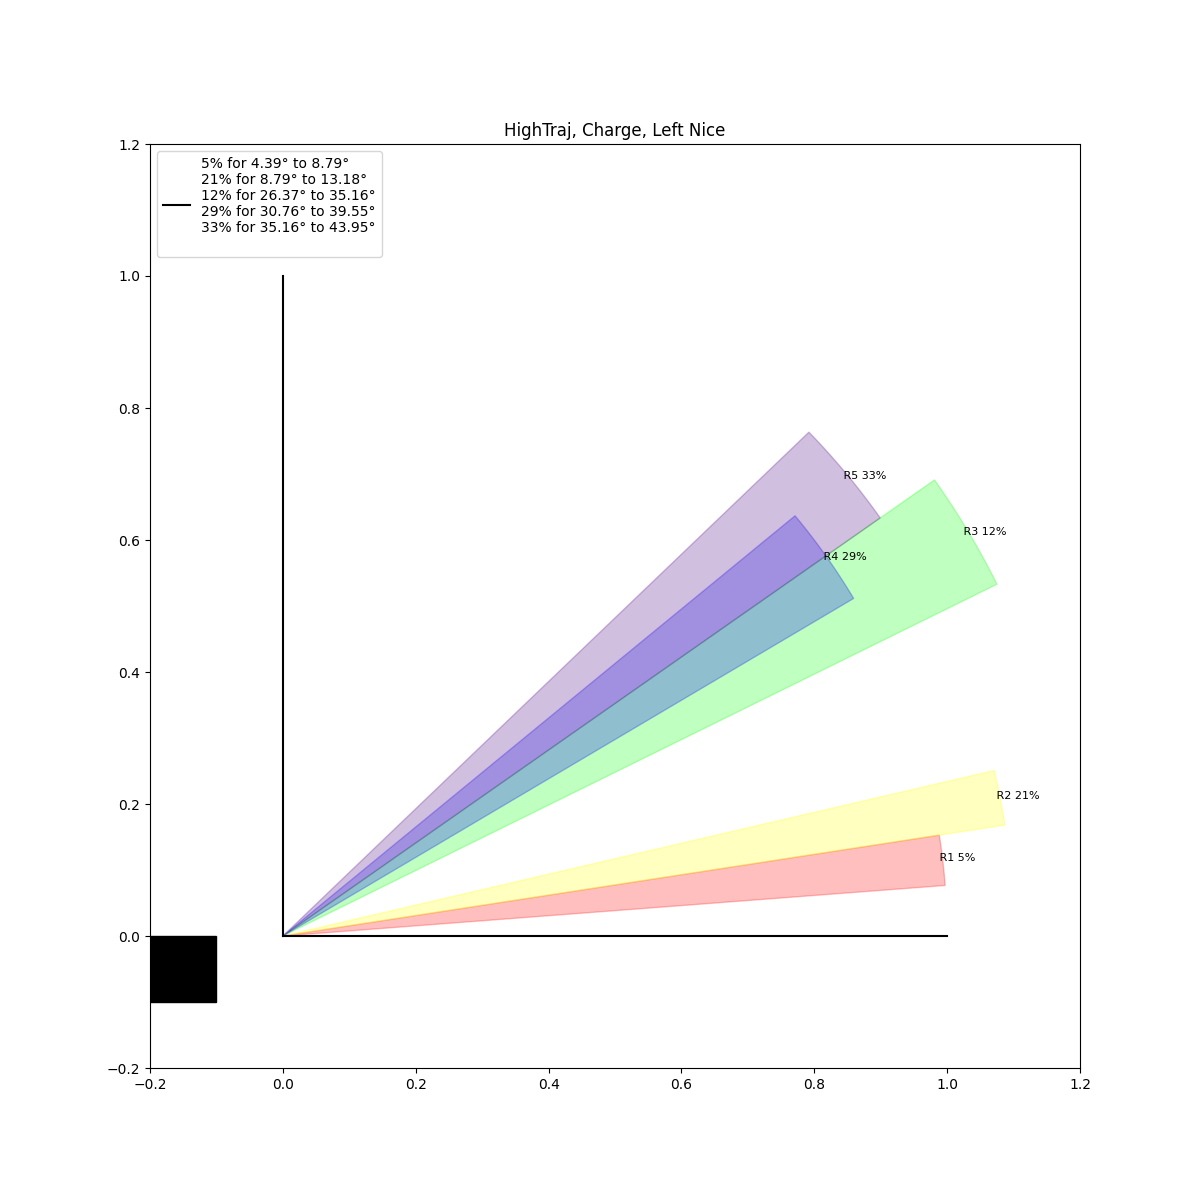 HighTraj, Charge, Left Nice
5% for 4.39° to 8.79°
21% for 8.79° to 13.18°
12% for 26.37° to 35.16°
29% for 30.76° to 39.55°
33% for 35.16° to 43.95°
1.2
1.0
0.8
0.6
0.4
0.2
0.0
−0.2
R5 33%
R3 12%
R4 29%
R2 21%
R1 5%
−0.2 0.0 0.2 0.4 0.6 0.8 1.0 1.2